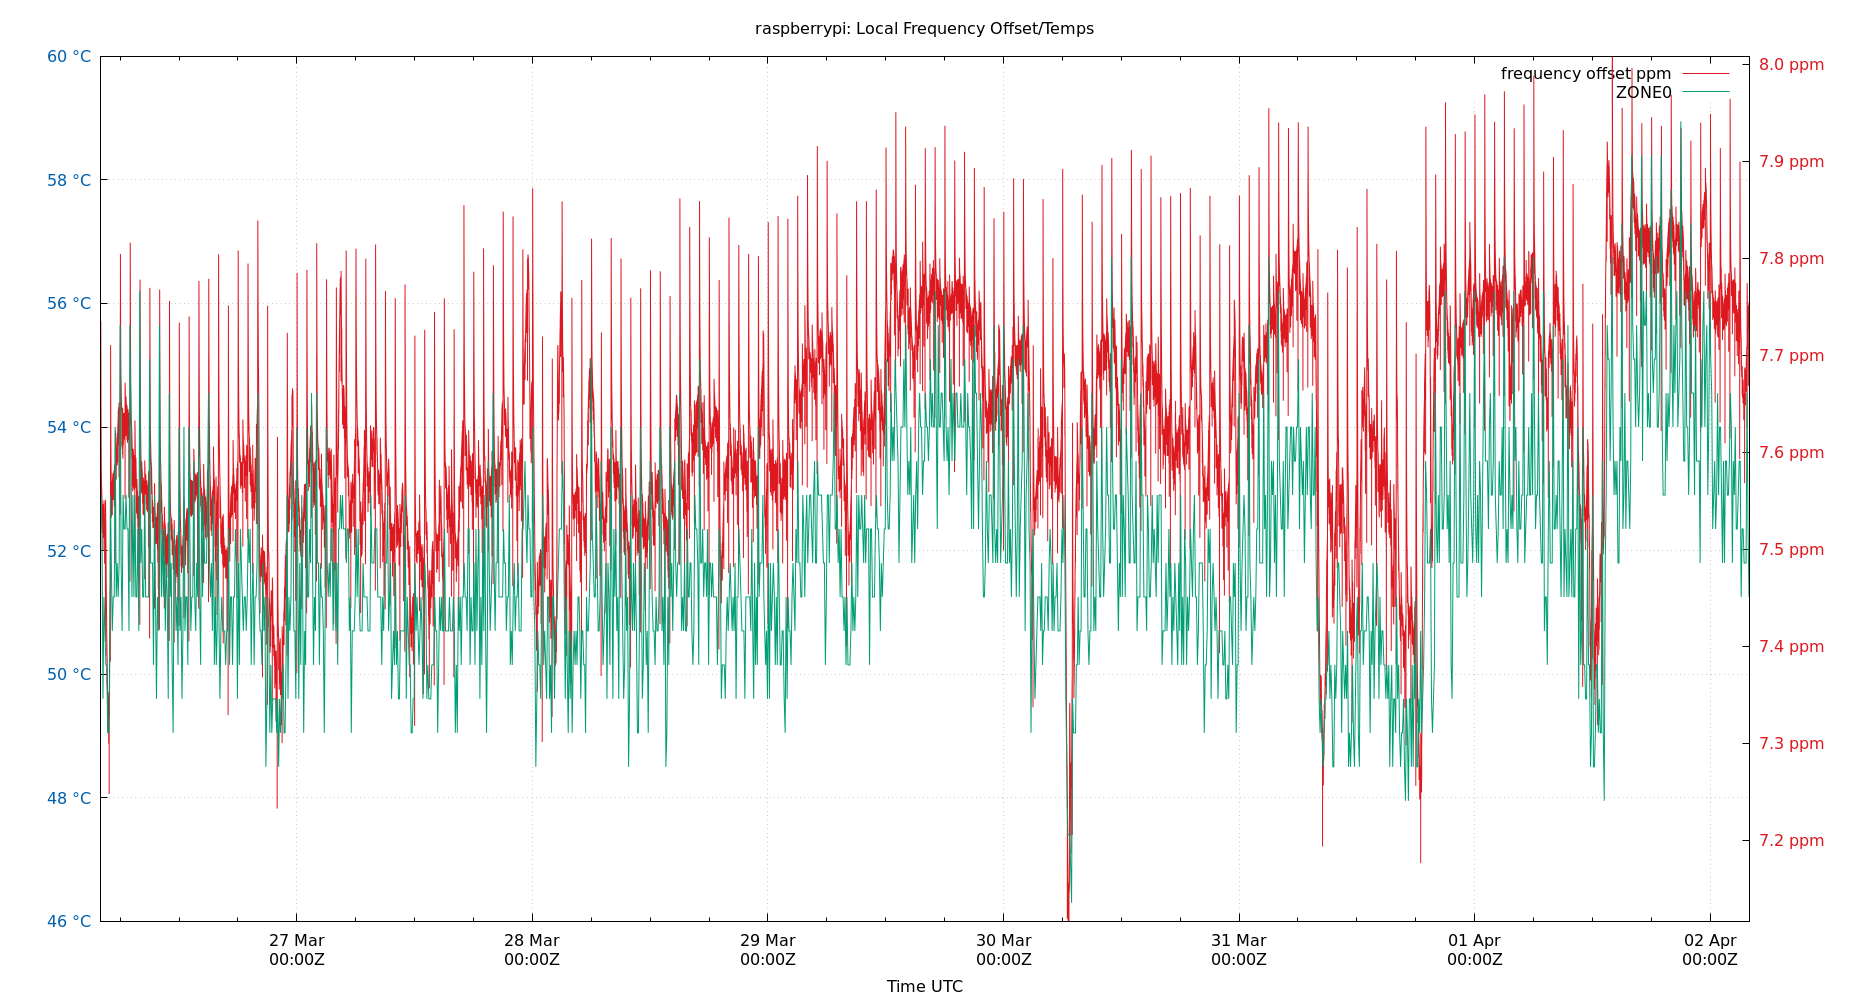 raspberrypi: Local Frequency Offset/Temps
60 °C
58 °C
56 °C
54 °C
52 °C
50 °C
48 °C
46 °C
frequency offset ppm
ZONE0
8.0 ppm
7.9 ppm
7.8 ppm
7.7 ppm
7.6 ppm
7.5 ppm
7.4 ppm
7.3 ppm
7.2 ppm
27 Mar
00:00Z
28 Mar
00:00Z
29 Mar
00:00Z
30 Mar
00:00Z
31 Mar
00:00Z
01 Apr
00:00Z
02 Apr
00:00Z
Time UTC